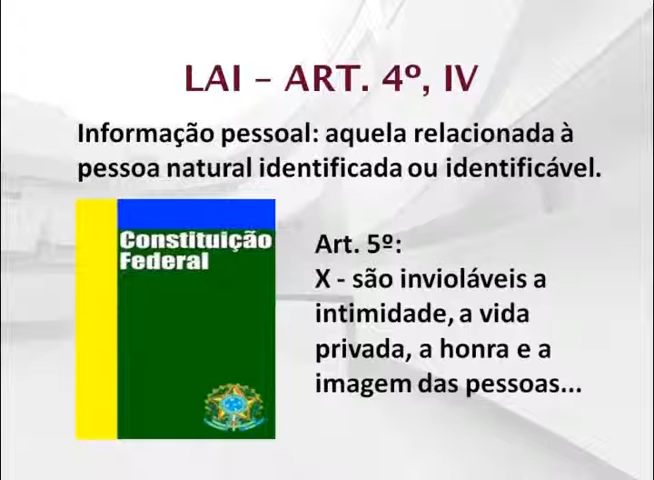 LAI – ART. 4º, IV
Informação pessoal: aquela relacionada à
pessoa natural identificada ou identificável.
Constituição
Federal
Art. 5º:
X - são invioláveis a
intimidade, a vida
privada, a honra e a
imagem das pessoas...